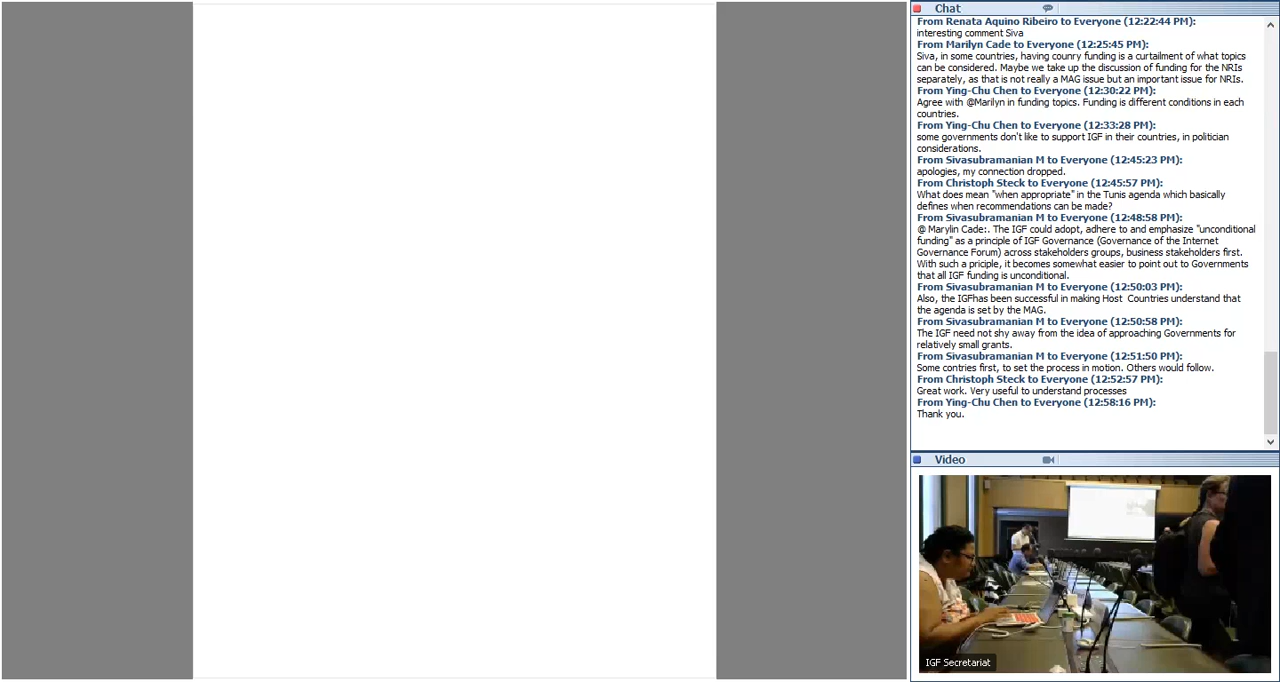 Chat
From Renata Aquino Ribeiro to Everyone (12:22:44 PM):
interesting comment Siva
From Marilyn Cade to Everyone (12:25:45 PM):
Siva, in some countries, having counry funding is a curtailment of what topics
can be considered. Maybe we take up the discussion of funding for the NRIs
separately, as that is not really a MAG issue but an important issue for NRIs.
From Ying-Chu Chen to Everyone (12:30:22 PM):
Agree with @Marilyn in funding topics. Funding is different conditions in each
countries.
From Ying-Chu Chen to Everyone (12:33:28 PM):
some governments don't like to support IGF in their countries, in politician
considerations.
From Sivasubramanian M to Everyone (12:45:23 PM):
apologies, my connection dropped.
From Christoph Steck to Everyone (12:45:57 PM):
What does mean "when appropriate" in the Tunis agenda which basically
defines when recommendations can be made?
From Sivasubramanian M to Everyone (12:48:58 PM):
@ Marylin Cade:. The IGF could adopt, adhere to and emphasize "unconditional
funding" as a principle of IGF Governance (Governance of the Internet
Governance Forum) across stakeholders groups, business stakeholders first.
With such a priciple, it becomes somewhat easier to point out to Governments
that all IGF funding is unconditional.
From Sivasubramanian M to Everyone (12:50:03 PM):
Also, the IGFhas been successful in making Host Countries understand that
the agenda is set by the MAG.
From Sivasubramanian M to Everyone (12:50:58 PM):
The IGF need not shy away from the idea of approaching Governments for
relatively small grants.
From Sivasubramanian M to Everyone (12:51:50 PM):
Some contries first, to set the process in motion. Others would follow.
From Christoph Steck to Everyone (12:52:57 PM):
Great work. Very useful to understand processes
From Ying-Chu Chen to Everyone (12:58:16 PM):
Thank you.
Video
IGF Secretariat